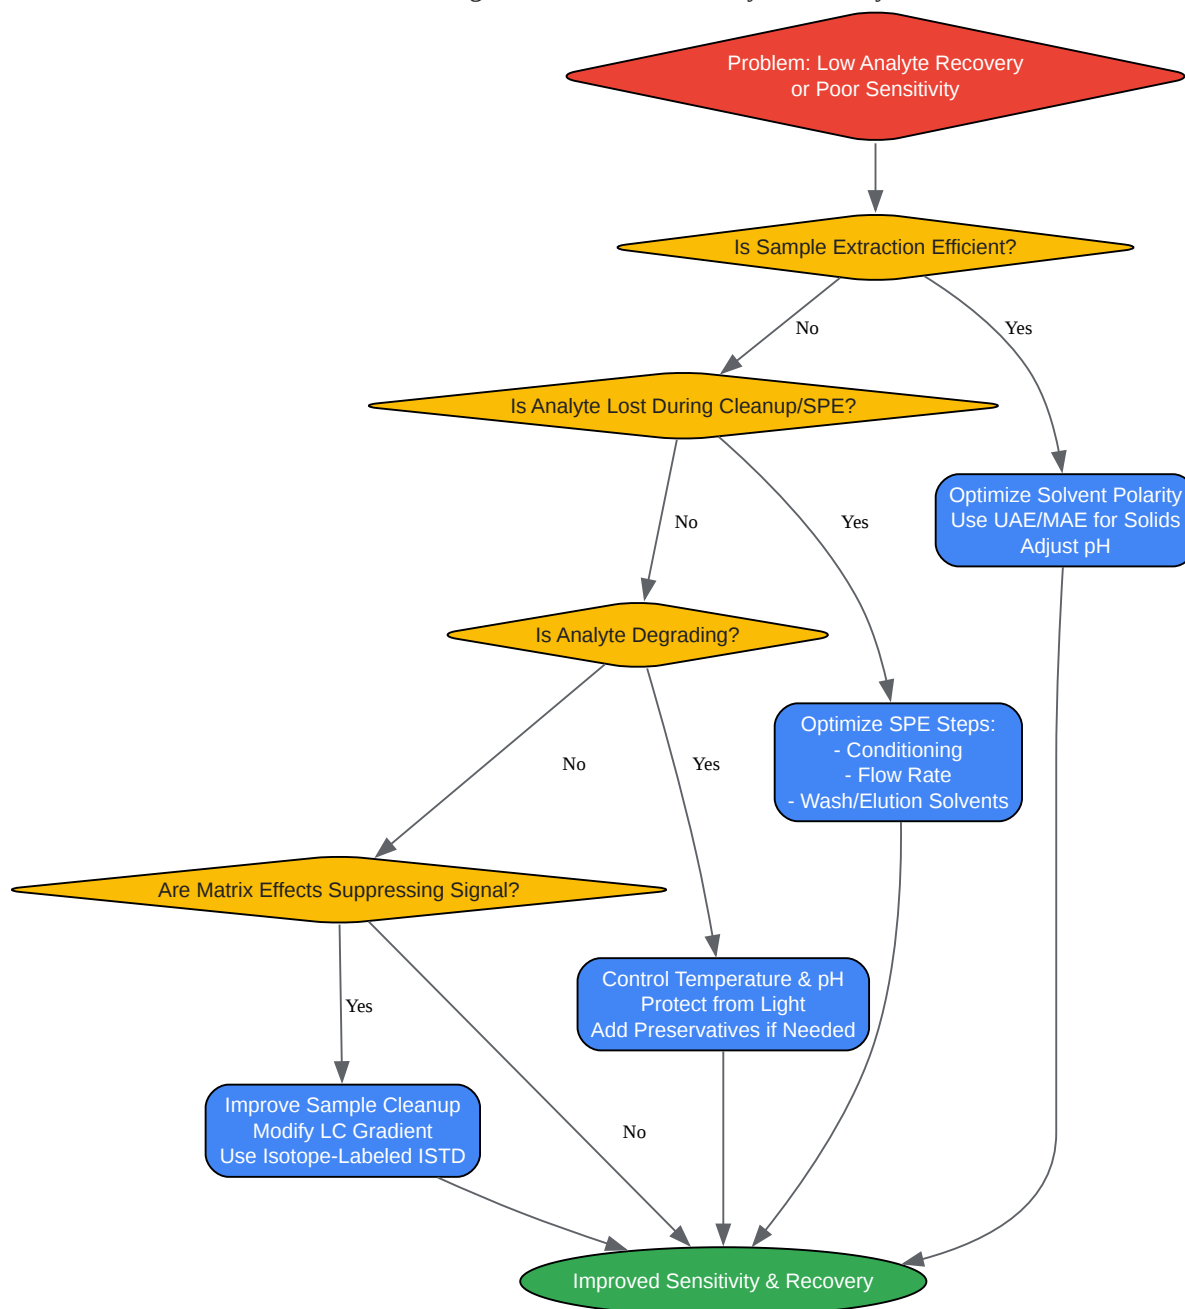 Problem: Low Analyte Recovery
or Poor Sensitivity
Is Sample Extraction Efficient?
No
Yes
Is Analyte Lost During Cleanup/SPE?
Optimize Solvent Polarity
Use UAE/MAE for Solids
Adjust pH
No
Yes
Is Analyte Degrading?
Optimize SPE Steps:
- Conditioning
- Flow Rate
- Wash/Elution Solvents
No
Yes
Are Matrix Effects Suppressing Signal?
Control Temperature & pH
Protect from Light
Add Preservatives if Needed
Yes
Improve Sample Cleanup
Modify LC Gradient
Use Isotope-Labeled ISTD
No
Improved Sensitivity & Recovery